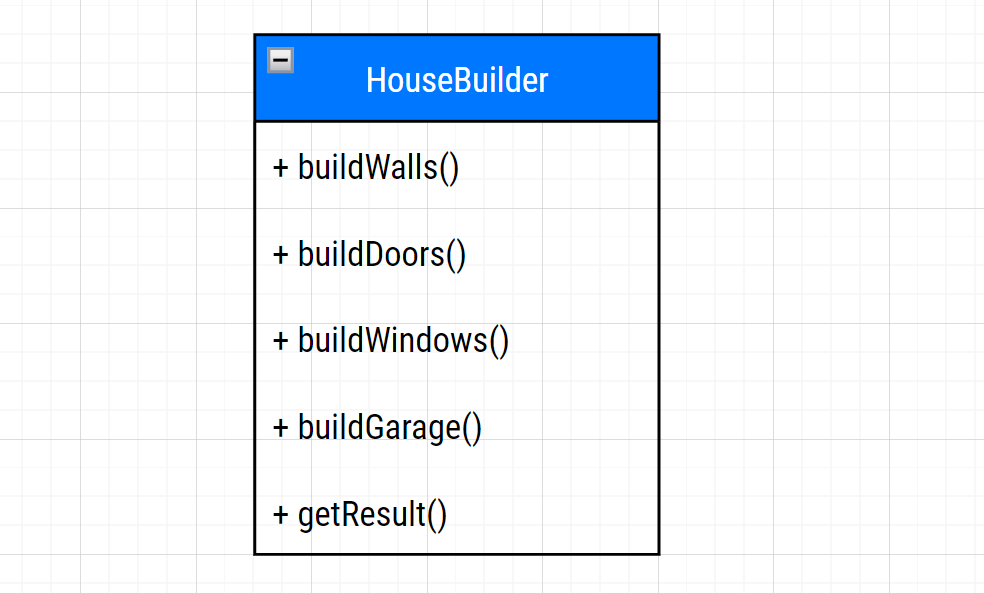 HouseBuilder
+ buildWalls()
+ buildDoors()
+ buildWindows()
+ buildGarage()
+ getResult()